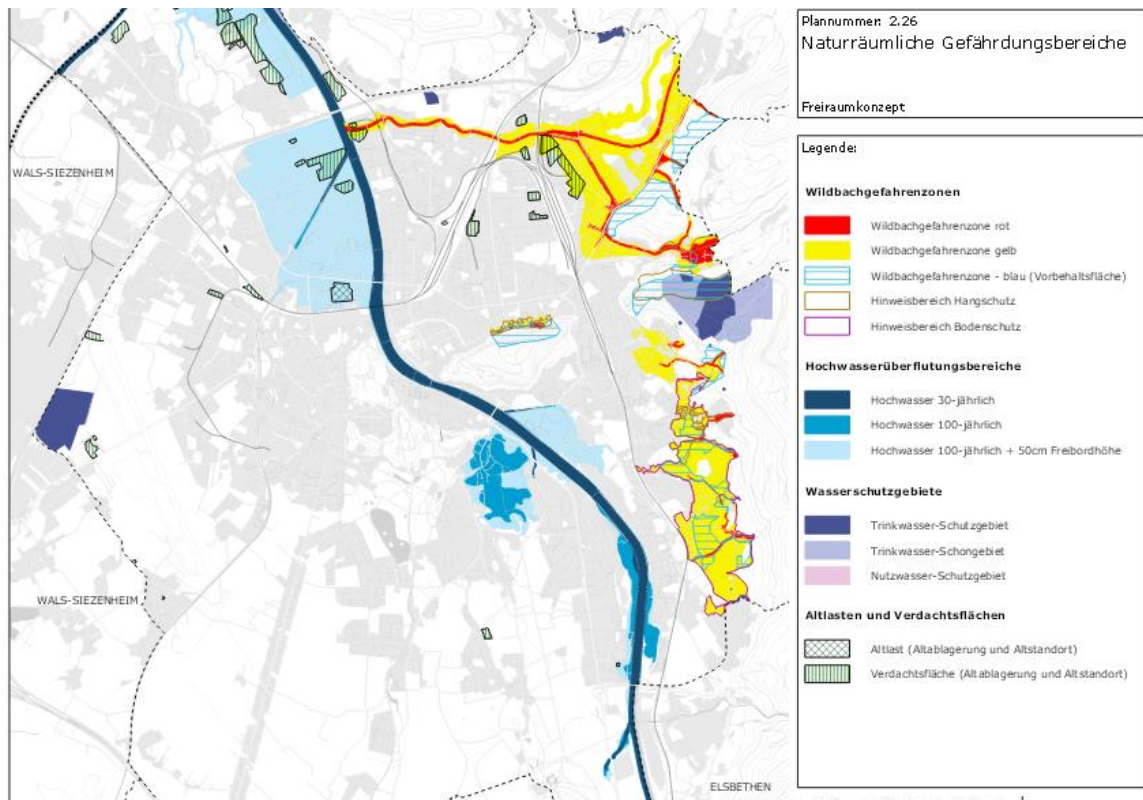 Plannummer: 2.26
Naturräumliche Gefährdungsbereiche
Freiraumkonzept
Legende:
Wildbachgefahrenzonen
Wildbachgefahrenzone rot
Wildbachgefahrenzone gelb
Wildbachgefahrenzone - blau (Vorbehaltsfläche)
Hinweisbereich Hangschutz
Hinweisbereich Bodenschutz
Hochwasserüberflutungsbereiche
Hochwasser 30-jährlich
Hochwasser 100-jährlich
Hochwasser 100-jährlich + 50cm Freibordhöhe
Wasserschutzgebiete
Trinkwasser-Schutzgebiet
Trinkwasser-Schongebiet
Nutzwasser-Schutzgebiet
Altlasten und Verdachtsflächen
Altlast (Altablagerung und Altstandort)
Verdachtsfläche (Altablagerung und Altstandort)
WALS-SIEZENHEIM
WALS-SIEZENHEIM
ELSBETHEN